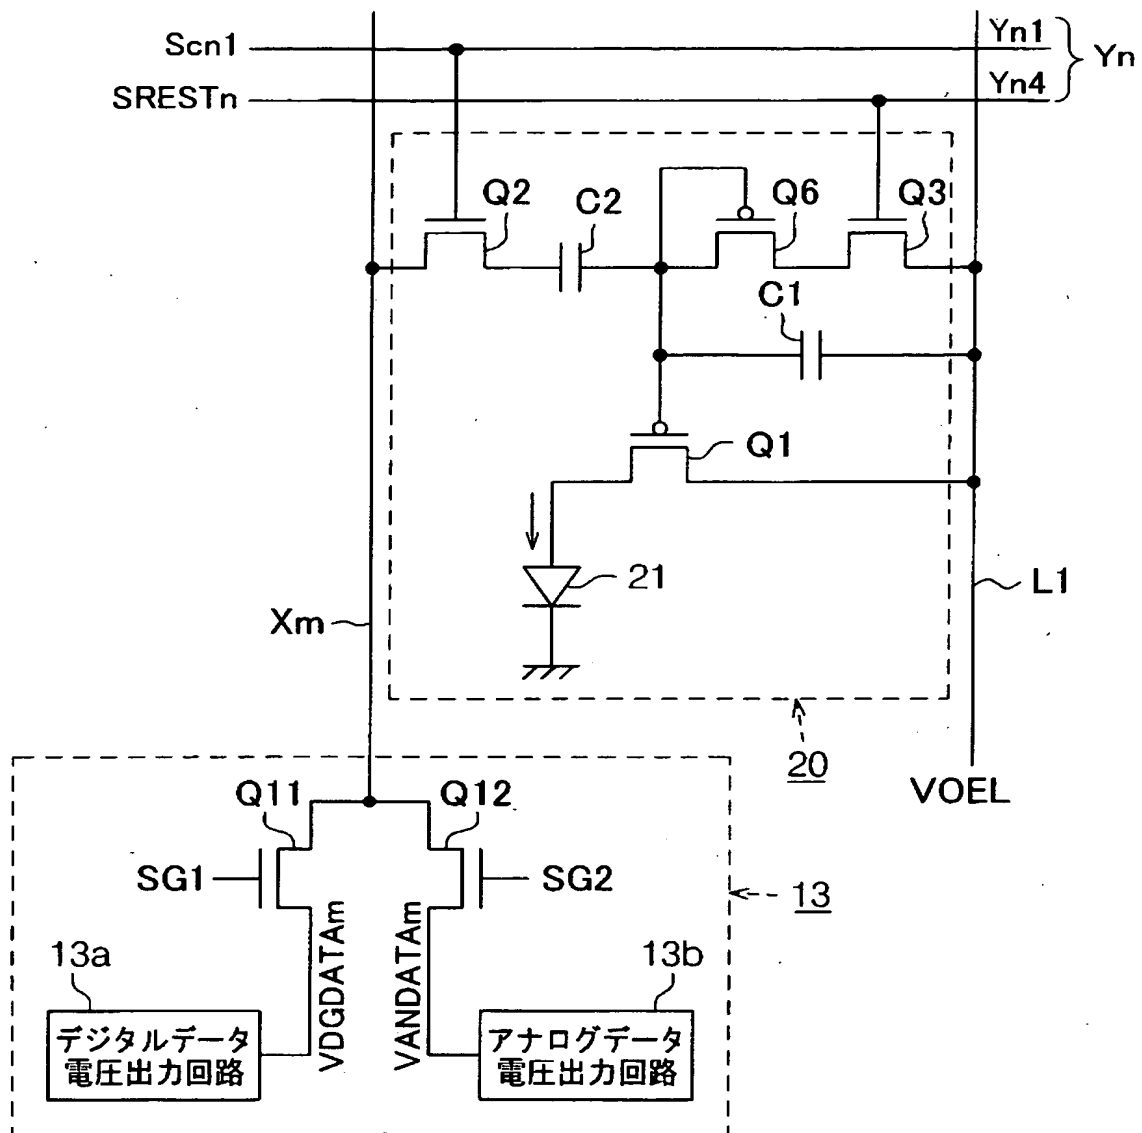 Scn1
Yn1
Yn
SRESTn
Yn4
Q2
C2
Q6
Q3
C1
Q1
21
L1
Xm
20
VOEL
Q11
Q12
SG1
SG2
13
VDGDATAm
VANDATAm
13a
13b
デジタルデータ
電圧出力回路
アナログデータ
電圧出力回路